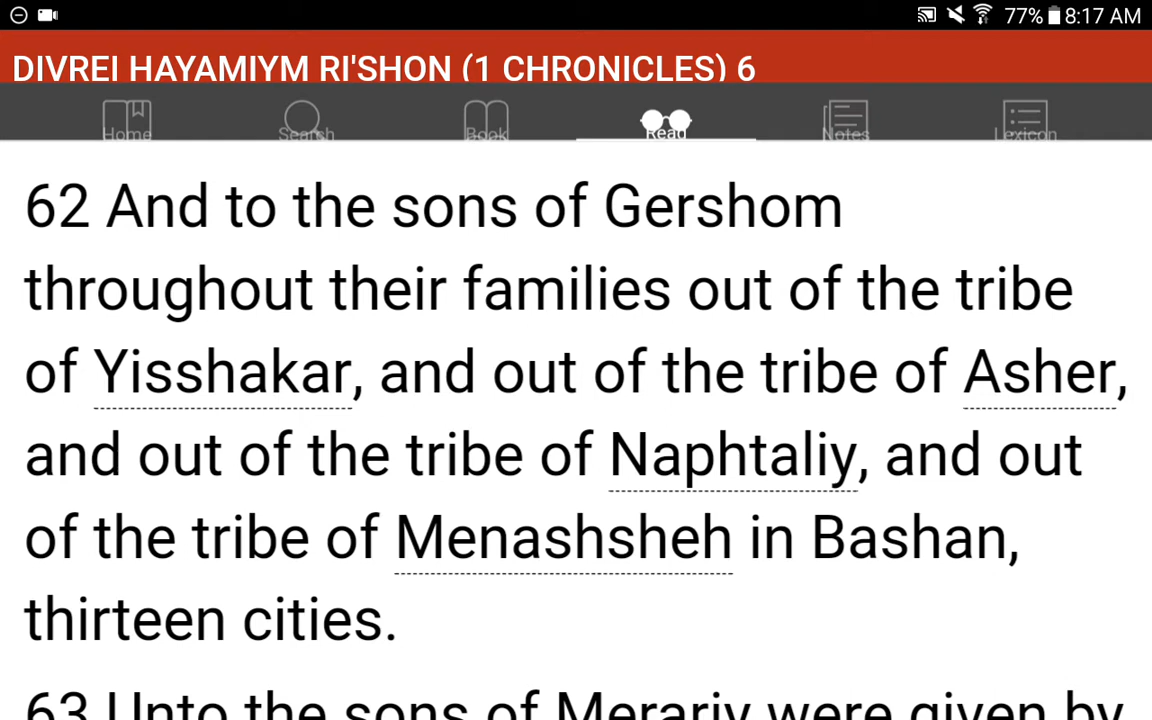 77% 8:17 AM
DIVREI HAYAMIYM RI'SHON (1 CHRONICLES) 6
Home Search Book Read Notes Lexicon
62 And to the sons of Gershom
throughout their families out of the tribe
of Yisshakar, and out of the tribe of Asher,
and out of the tribe of Naphtaliy, and out
of the tribe of Menashsheh in Bashan,
thirteen cities.
63 Unto the sons of Merariy were given by